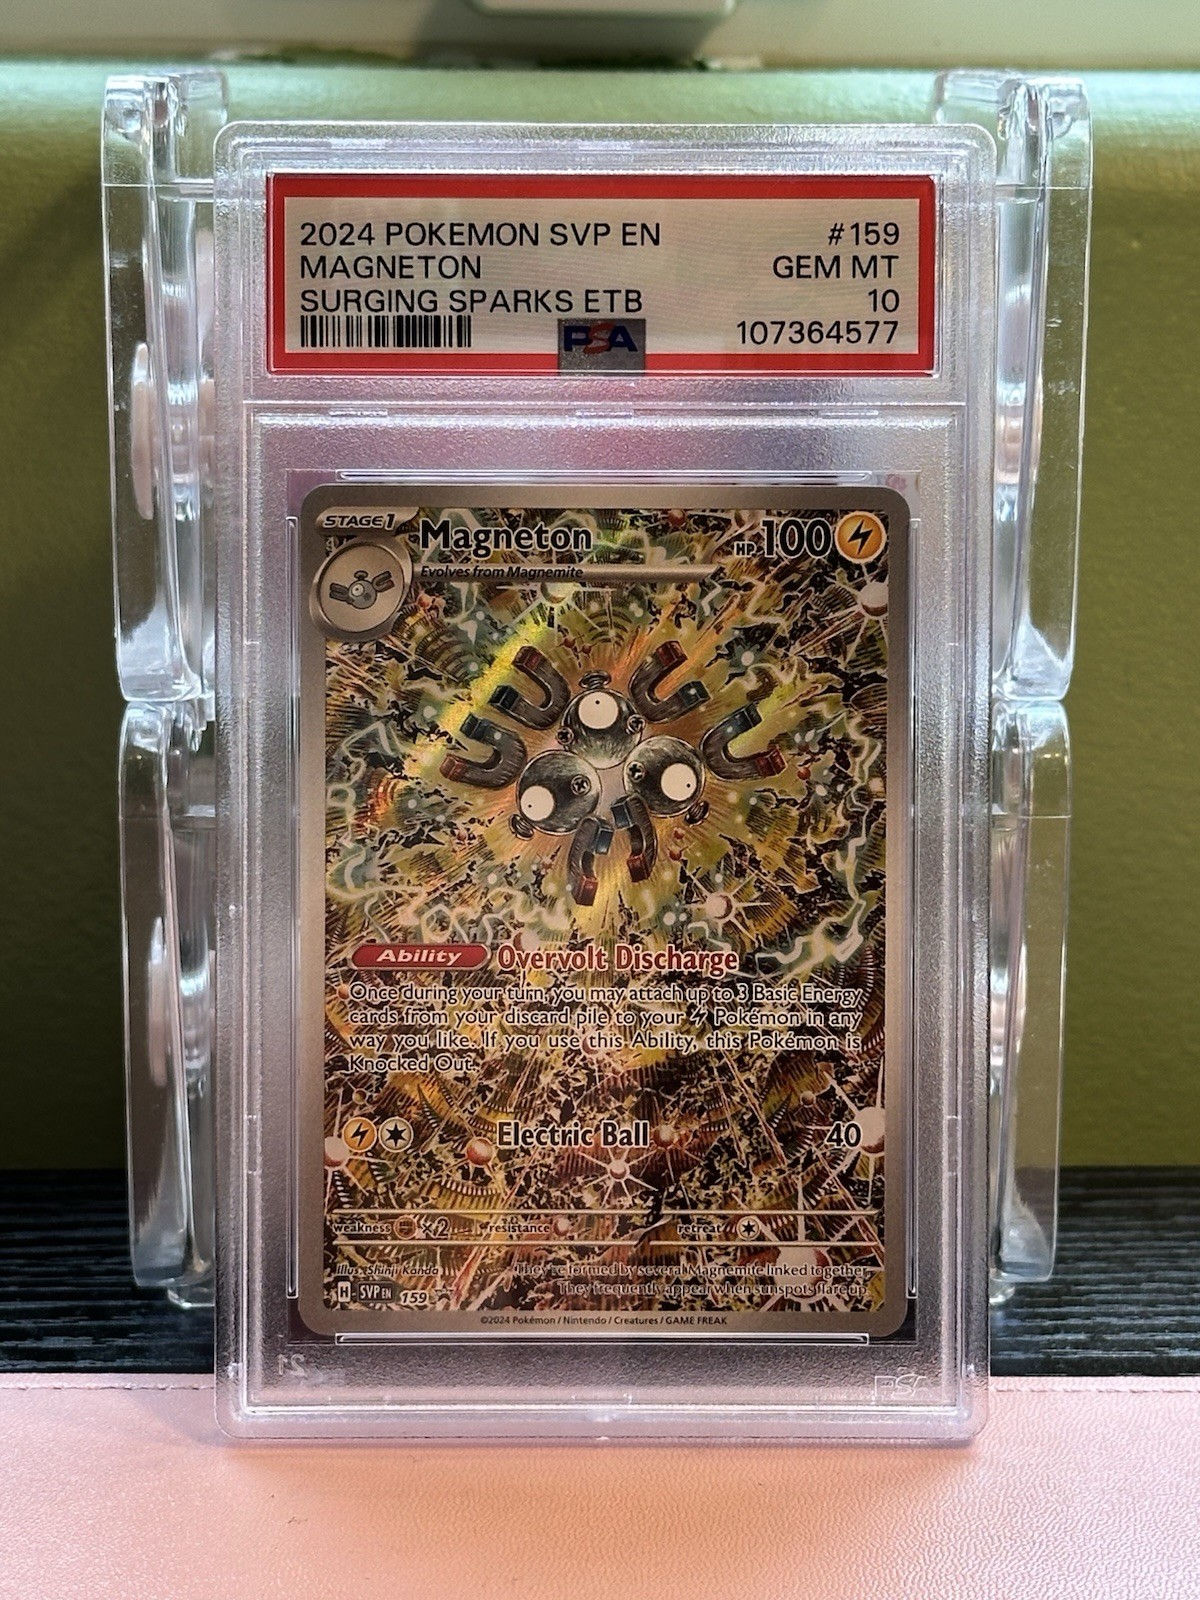 2024 POKEMON SVP EN #159
MAGNETON GEM MT
SURGING SPARKS ETB 10
PSA 107364577
STAGE 1 Magneton HP 100
Evolves from Magnemite
Ability Overvolt Discharge
Once during your turn, you may attach up to 3 Basic Energy
cards from your discard pile to your Pokémon in any
way you like. If you use this Ability, this Pokémon is
Knocked Out.
Electric Ball 40
weakness ×2 resistance retreat
Illus. Shinji Kanda They're formed by several Magnemite linked together.
H SVP EN 159 They frequently appear when sunspots flare up.
©2024 Pokémon / Nintendo / Creatures / GAME FREAK